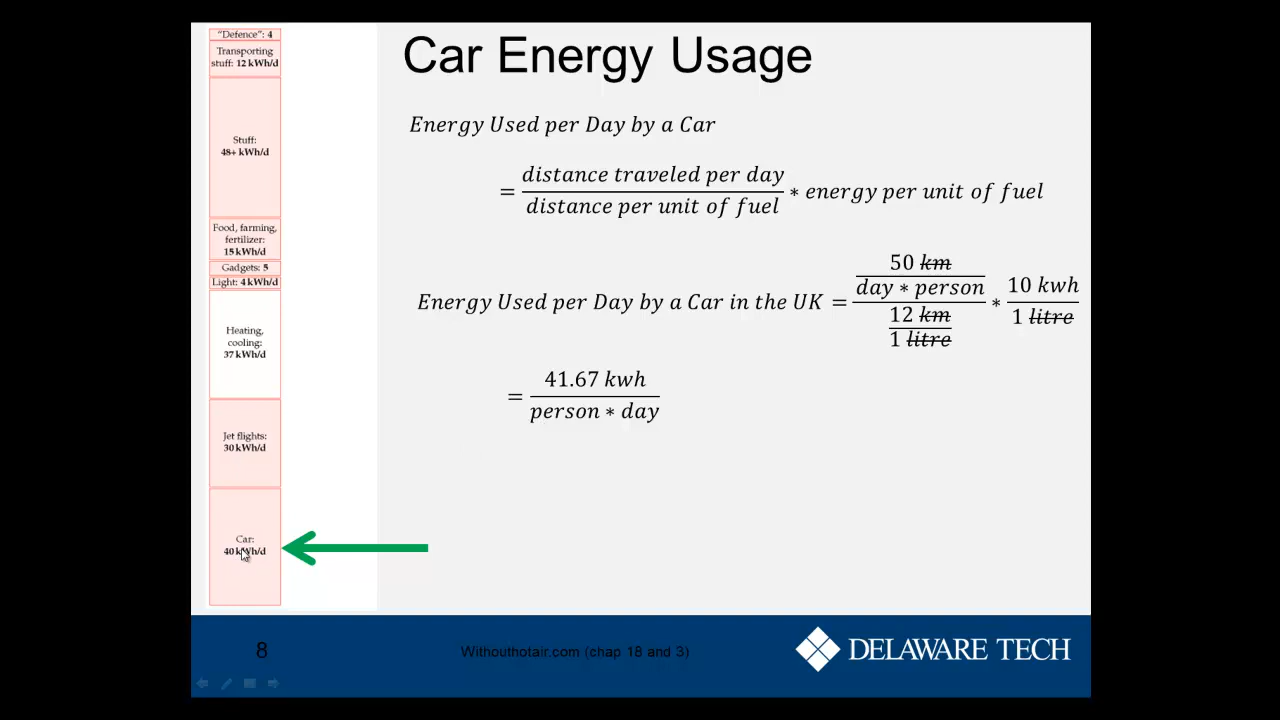 Car Energy Usage
"Defence": 4
Transporting
stuff: 12 kWh/d
Stuff:
48+ kWh/d
Food, farming,
fertilizer:
15 kWh/d
Gadgets: 5
Light: 4 kWh/d
Heating,
cooling:
37 kWh/d
Jet flights:
30 kWh/d
Car:
40 kWh/d
Energy Used per Day by a Car
= distance traveled per day / distance per unit of fuel * energy per unit of fuel
Energy Used per Day by a Car in the UK = (50 km / day * person) / (12 km / 1 litre) * 10 kwh / 1 litre
= 41.67 kwh / person * day
8
Withouthotair.com (chap 18 and 3)
DELAWARE TECH